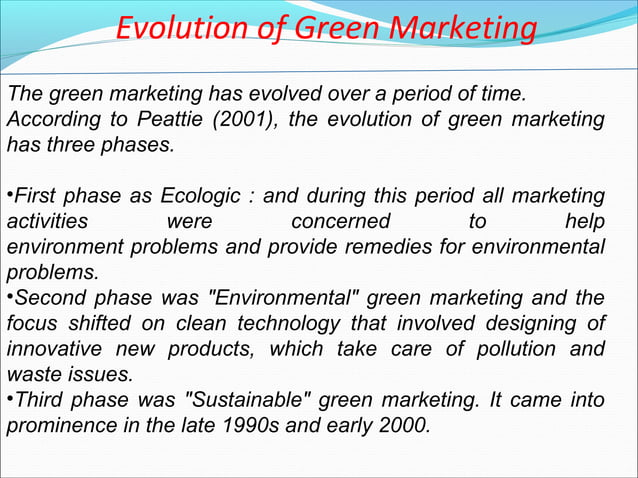 Evolution of Green Marketing
The green marketing has evolved over a period of time.
According to Peattie (2001), the evolution of green marketing
has three phases.
•First phase as Ecologic : and during this period all marketing
activities were concerned to help
environment problems and provide remedies for environmental
problems.
•Second phase was "Environmental" green marketing and the
focus shifted on clean technology that involved designing of
innovative new products, which take care of pollution and
waste issues.
•Third phase was "Sustainable" green marketing. It came into
prominence in the late 1990s and early 2000.